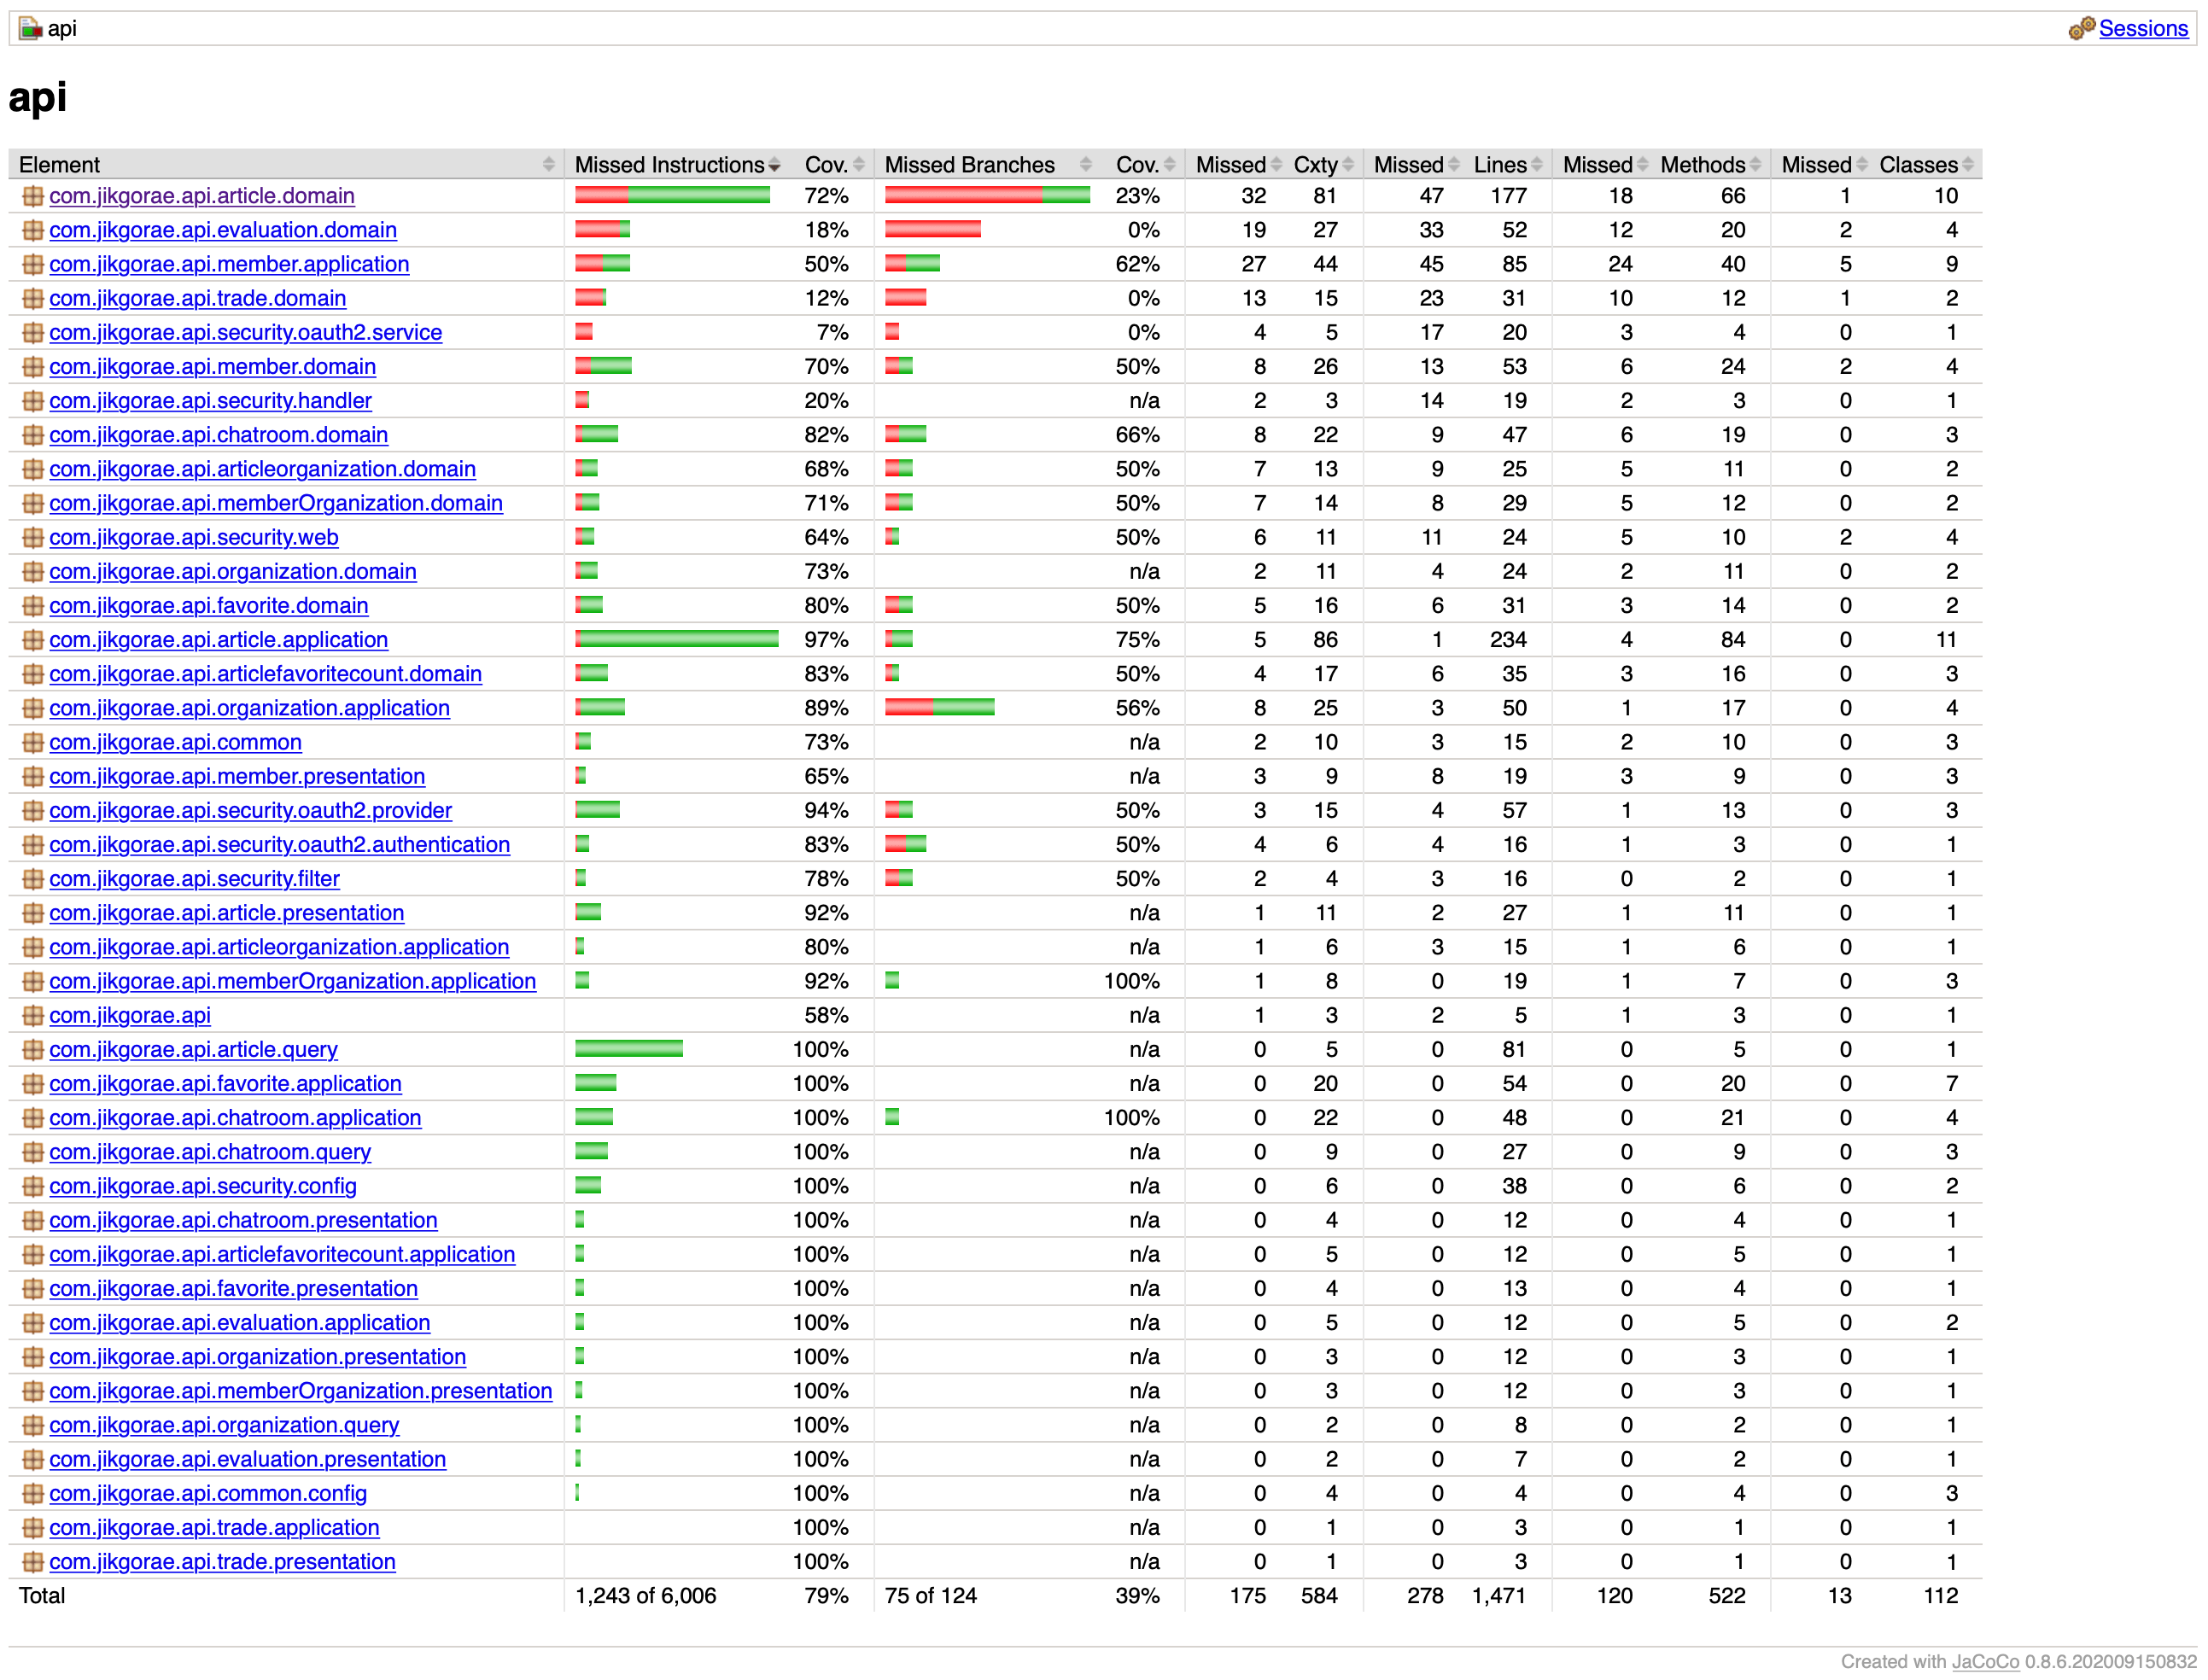 api Sessions
api
Element Missed Instructions Cov. Missed Branches Cov. Missed Cxty Missed Lines Missed Methods Missed Classes
com.jikgorae.api.article.domain 72% 23% 32 81 47 177 18 66 1 10
com.jikgorae.api.evaluation.domain 18% 0% 19 27 33 52 12 20 2 4
com.jikgorae.api.member.application 50% 62% 27 44 45 85 24 40 5 9
com.jikgorae.api.trade.domain 12% 0% 13 15 23 31 10 12 1 2
com.jikgorae.api.security.oauth2.service 7% 0% 4 5 17 20 3 4 0 1
com.jikgorae.api.member.domain 70% 50% 8 26 13 53 6 24 2 4
com.jikgorae.api.security.handler 20% n/a 2 3 14 19 2 3 0 1
com.jikgorae.api.chatroom.domain 82% 66% 8 22 9 47 6 19 0 3
com.jikgorae.api.articleorganization.domain 68% 50% 7 13 9 25 5 11 0 2
com.jikgorae.api.memberOrganization.domain 71% 50% 7 14 8 29 5 12 0 2
com.jikgorae.api.security.web 64% 50% 6 11 11 24 5 10 2 4
com.jikgorae.api.organization.domain 73% n/a 2 11 4 24 2 11 0 2
com.jikgorae.api.favorite.domain 80% 50% 5 16 6 31 3 14 0 2
com.jikgorae.api.article.application 97% 75% 5 86 1 234 4 84 0 11
com.jikgorae.api.articlefavoritecount.domain 83% 50% 4 17 6 35 3 16 0 3
com.jikgorae.api.organization.application 89% 56% 8 25 3 50 1 17 0 4
com.jikgorae.api.common 73% n/a 2 10 3 15 2 10 0 3
com.jikgorae.api.member.presentation 65% n/a 3 9 8 19 3 9 0 3
com.jikgorae.api.security.oauth2.provider 94% 50% 3 15 4 57 1 13 0 3
com.jikgorae.api.security.oauth2.authentication 83% 50% 4 6 4 16 1 3 0 1
com.jikgorae.api.security.filter 78% 50% 2 4 3 16 0 2 0 1
com.jikgorae.api.article.presentation 92% n/a 1 11 2 27 1 11 0 1
com.jikgorae.api.articleorganization.application 80% n/a 1 6 3 15 1 6 0 1
com.jikgorae.api.memberOrganization.application 92% 100% 1 8 0 19 1 7 0 3
com.jikgorae.api 58% n/a 1 3 2 5 1 3 0 1
com.jikgorae.api.article.query 100% n/a 0 5 0 81 0 5 0 1
com.jikgorae.api.favorite.application 100% n/a 0 20 0 54 0 20 0 7
com.jikgorae.api.chatroom.application 100% 100% 0 22 0 48 0 21 0 4
com.jikgorae.api.chatroom.query 100% n/a 0 9 0 27 0 9 0 3
com.jikgorae.api.security.config 100% n/a 0 6 0 38 0 6 0 2
com.jikgorae.api.chatroom.presentation 100% n/a 0 4 0 12 0 4 0 1
com.jikgorae.api.articlefavoritecount.application 100% n/a 0 5 0 12 0 5 0 1
com.jikgorae.api.favorite.presentation 100% n/a 0 4 0 13 0 4 0 1
com.jikgorae.api.evaluation.application 100% n/a 0 5 0 12 0 5 0 2
com.jikgorae.api.organization.presentation 100% n/a 0 3 0 12 0 3 0 1
com.jikgorae.api.memberOrganization.presentation 100% n/a 0 3 0 12 0 3 0 1
com.jikgorae.api.organization.query 100% n/a 0 2 0 8 0 2 0 1
com.jikgorae.api.evaluation.presentation 100% n/a 0 2 0 7 0 2 0 1
com.jikgorae.api.common.config 100% n/a 0 4 0 4 0 4 0 3
com.jikgorae.api.trade.application 100% n/a 0 1 0 3 0 1 0 1
com.jikgorae.api.trade.presentation 100% n/a 0 1 0 3 0 1 0 1
Total 1,243 of 6,006 79% 75 of 124 39% 175 584 278 1,471 120 522 13 112
Created with JaCoCo 0.8.6.202009150832